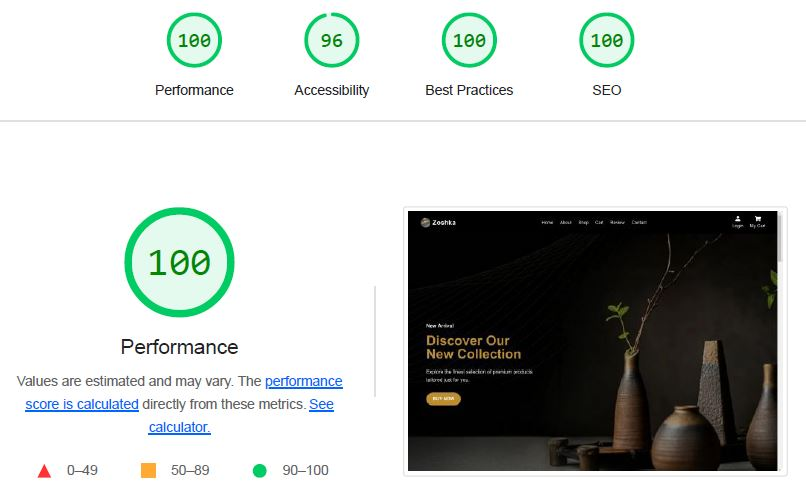 100
96
100
100
Performance
Accessibility
Best Practices
SEO
100
Performance
Values are estimated and may vary. The performance
score is calculated directly from these metrics. See
calculator.
0–49
50–89
90–100
Zoshka
Home
About
Shop
Cart
Review
Contact
Login
My Cart
New Arrival
Discover Our
New Collection
Explore the finest selection of premium products
tailored just for you.
BUY NOW